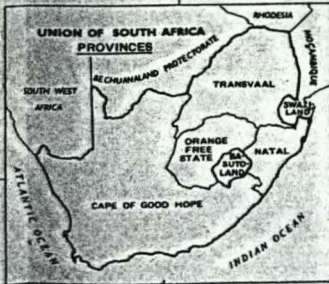 RHODESIA
UNION OF SOUTH AFRICA
PROVINCES
MOÇAMBIQUE
BECHUANALAND PROTECTORATE
SOUTH WEST
AFRICA
TRANSVAAL
SWAZI
LAND
ORANGE
FREE
STATE
NATAL
BA
SUTO
LAND
CAPE OF GOOD HOPE
ATLANTIC OCEAN
INDIAN OCEAN